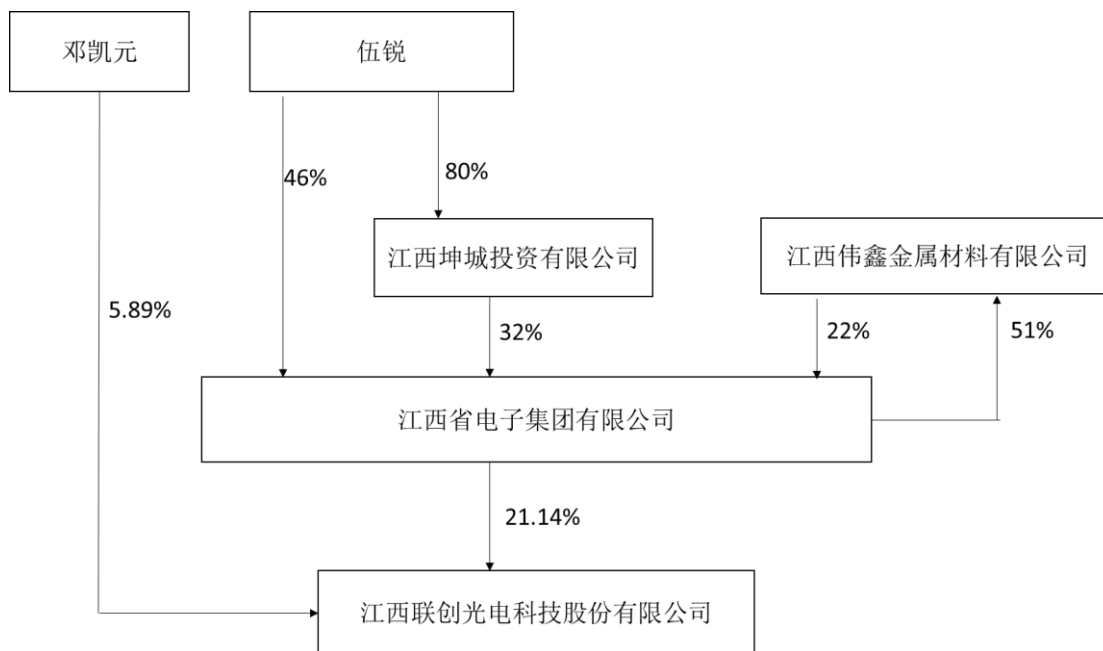 邓凯元
伍锐
46%
80%
江西坤城投资有限公司
江西伟鑫金属材料有限公司
5.89%
32%
22%
51%
江西省电子集团有限公司
21.14%
江西联创光电科技股份有限公司